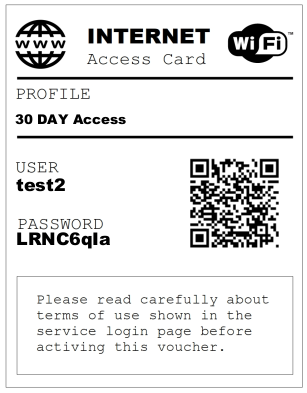 www
INTERNET
Wi Fi™
Access Card
PROFILE
30 DAY Access
USER
test2
PASSWORD
LRNC6qla
Please read carefully about
terms of use shown in the
service login page before
activing this voucher.